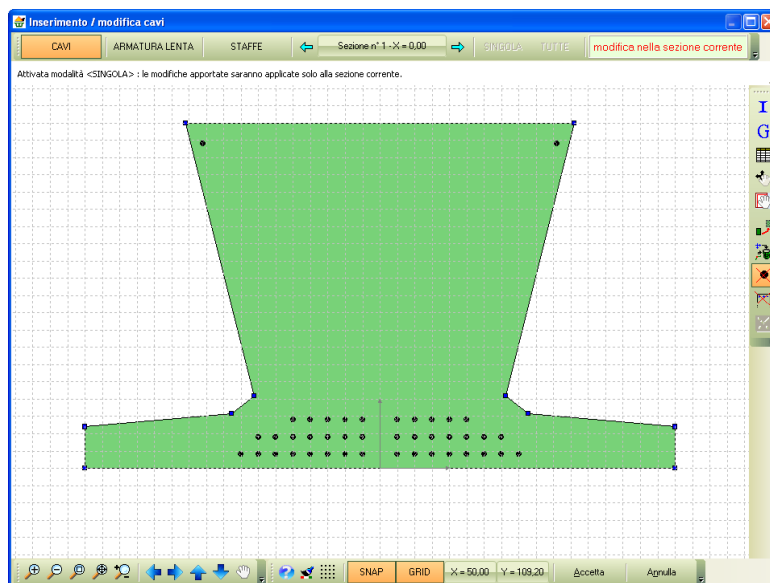 Inserimento / modifica cavi
CAVI ARMATURA LENTA STAFFE Sezione n° 1 - X = 0,00 SINGOLA TUTTE modifica nella sezione corrente
Attivata modalità <SINGOLA> : le modifiche apportate saranno applicate solo alla sezione corrente.
I
G
SNAP GRID X = 50,00 Y = 109,20 Accetta Annulla